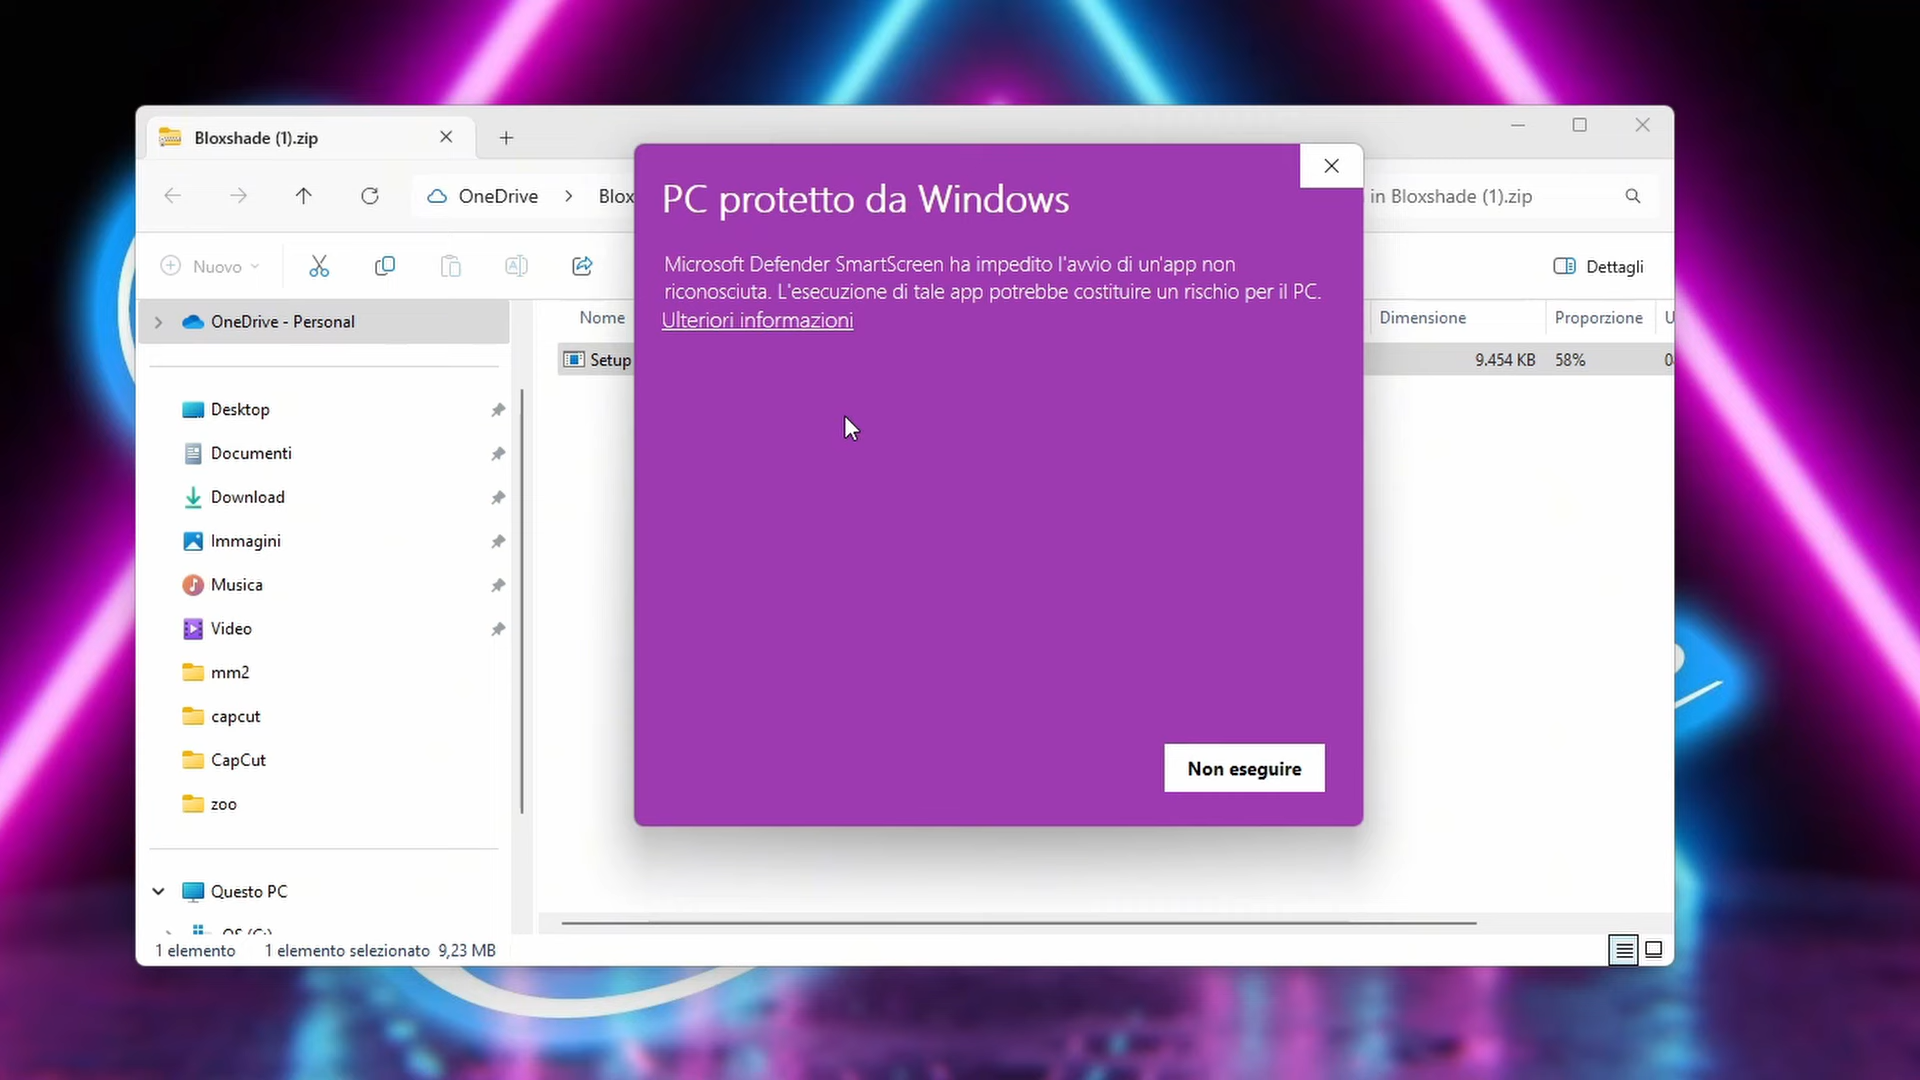 Bloxshade (1).zip
OneDrive > Blox
in Bloxshade (1).zip
Nuovo
Dettagli
PC protetto da Windows
Microsoft Defender SmartScreen ha impedito l'avvio di un'app non
riconosciuta. L'esecuzione di tale app potrebbe costituire un rischio per il PC.
Ulteriori informazioni
Non eseguire
OneDrive - Personal
Desktop
Documenti
Download
Immagini
Musica
Video
mm2
capcut
CapCut
zoo
Questo PC
OS (C:)
Nome
Dimensione
Proporzione
U
Setup
9.454 KB
58%
0
1 elemento
1 elemento selezionato 9,23 MB